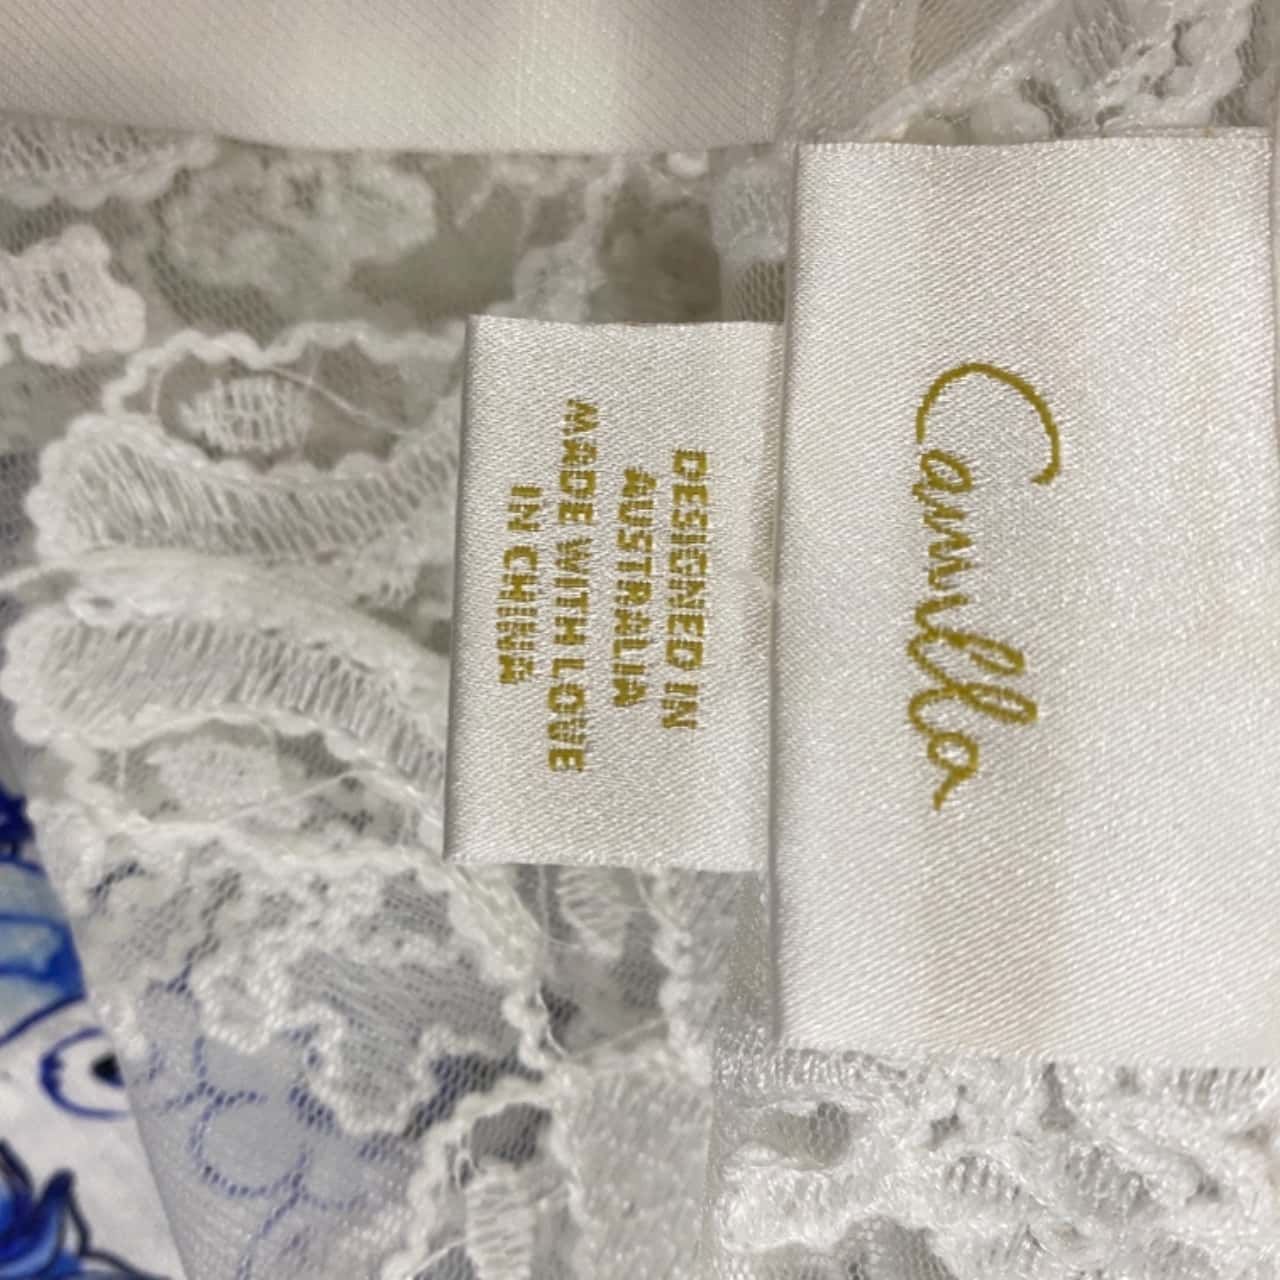 Camilla
DESIGNED IN
AUSTRALIA
MADE WITH LOVE
IN CHINA